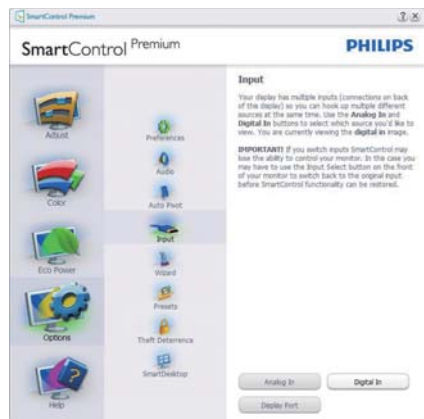 SmartControl Premium
SmartControl Premium
PHILIPS
Adjust
Color
Eco Power
Options
Help
Preferences
Audio
Auto Pivot
Input
Wizard
Presets
Theft Deterrence
SmartDesktop
Input
Your display has multiple inputs (connections on back
of the display) so you can hook up multiple different
sources at the same time. Use the Analog In and
Digital In buttons to select which source you'd like to
view. You are currently viewing the digital in image.
IMPORTANT! If you switch inputs SmartControl may
lose the ability to control your monitor. In this case you
may have to use the Input Select button on the front
of your monitor to switch back to the original input
before SmartControl functionality can be restored.
Analog In
Digital In
Display Port